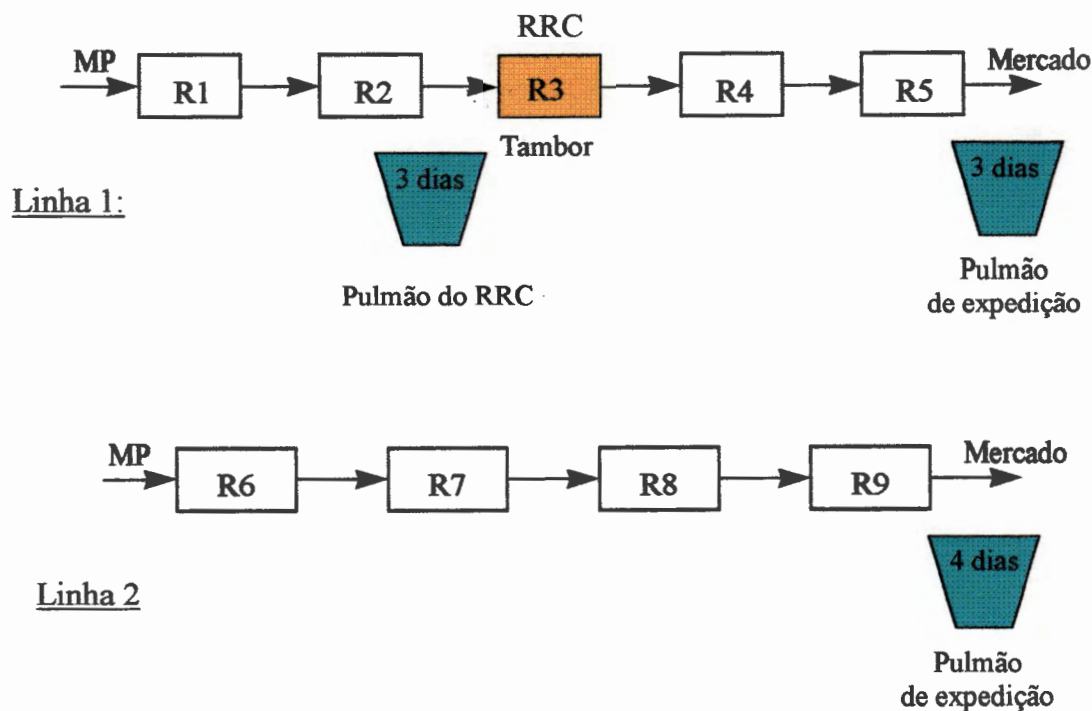 RRC
MP
R1
R2
R3
R4
R5
Mercado
Tambor
3 dias
3 dias
Linha 1:
Pulmão do RRC
Pulmão
de expedição
MP
R6
R7
R8
R9
Mercado
4 dias
Linha 2
Pulmão
de expedição